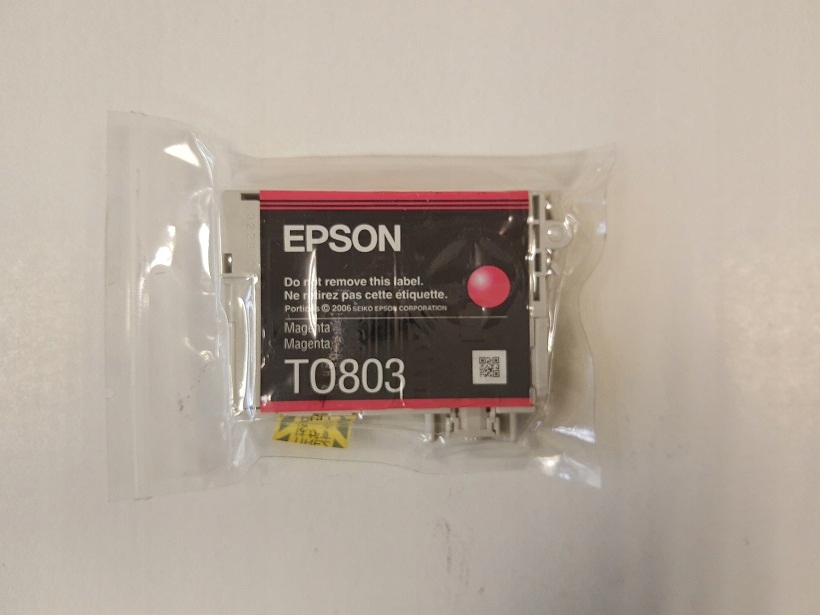 EPSON
Do not remove this label.
Ne retirez pas cette étiquette.
Portions © 2006 SEIKO EPSON CORPORATION
Magenta
Magenta
T0803